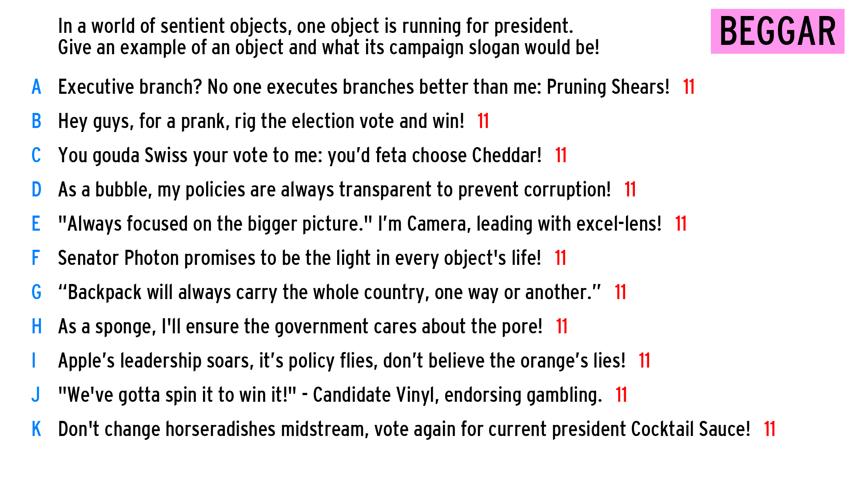 In a world of sentient objects, one object is running for president.
Give an example of an object and what its campaign slogan would be!
BEGGAR
A Executive branch? No one executes branches better than me: Pruning Shears! 11
B Hey guys, for a prank, rig the election vote and win! 11
C You gouda Swiss your vote to me: you'd feta choose Cheddar! 11
D As a bubble, my policies are always transparent to prevent corruption! 11
E "Always focused on the bigger picture." I'm Camera, leading with excel-lens! 11
F Senator Photon promises to be the light in every object's life! 11
G “Backpack will always carry the whole country, one way or another.” 11
H As a sponge, I'll ensure the government cares about the pore! 11
I Apple’s leadership soars, it’s policy flies, don’t believe the orange’s lies! 11
J "We've gotta spin it to win it!" - Candidate Vinyl, endorsing gambling. 11
K Don't change horseradishes midstream, vote again for current president Cocktail Sauce! 11